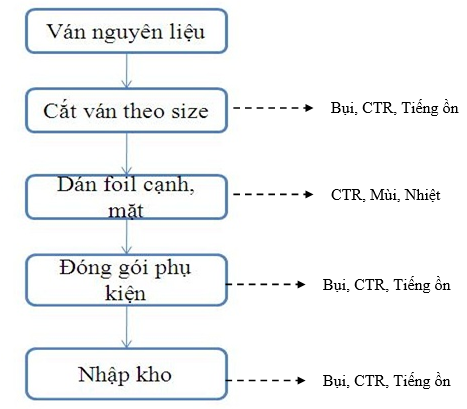 Ván nguyên liệu
Cắt ván theo size
Bụi, CTR, Tiếng ồn
Dán foil cạnh,
mặt
CTR, Mùi, Nhiệt
Đóng gói phụ
kiện
Bụi, CTR, Tiếng ồn
Nhập kho
Bụi, CTR, Tiếng ồn